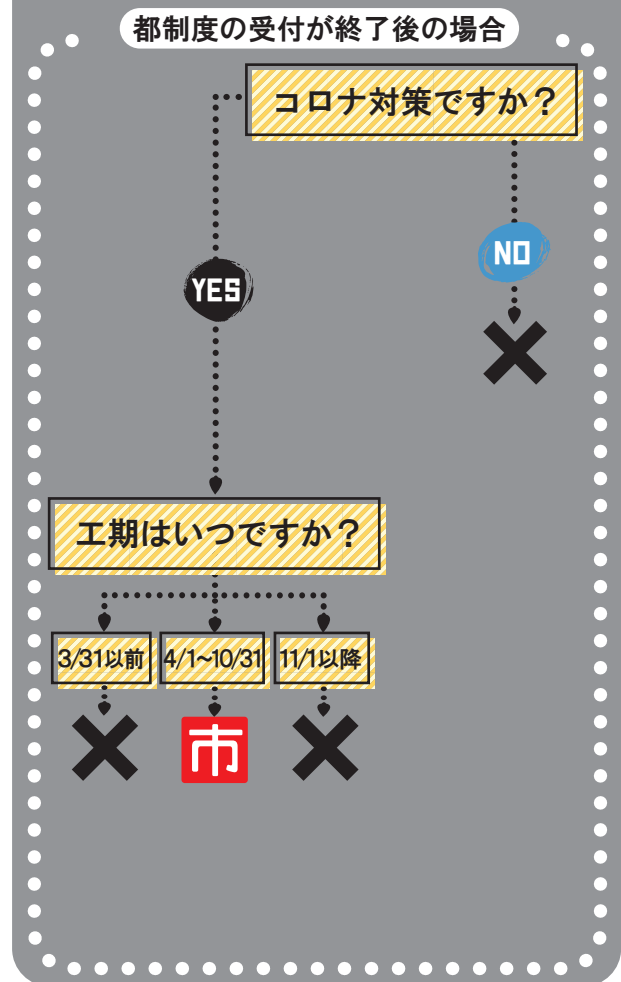 都制度の受付が終了後の場合
コロナ対策ですか？
NO
YES
工期はいつですか？
3/31以前
4/1~10/31
11/1以降
市